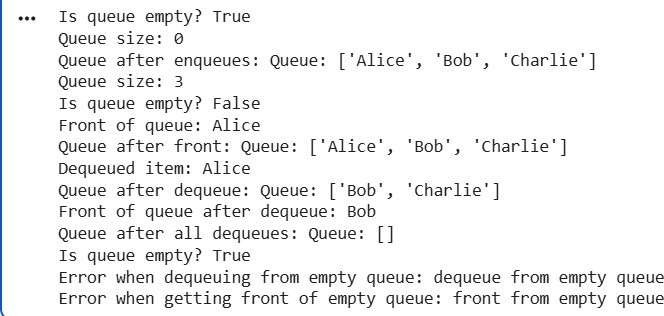 Is queue empty? True
Queue size: 0
Queue after enqueues: Queue: ['Alice', 'Bob', 'Charlie']
Queue size: 3
Is queue empty? False
Front of queue: Alice
Queue after front: Queue: ['Alice', 'Bob', 'Charlie']
Dequeued item: Alice
Queue after dequeue: Queue: ['Bob', 'Charlie']
Front of queue after dequeue: Bob
Queue after all dequeues: Queue: []
Is queue empty? True
Error when dequeuing from empty queue: dequeue from empty queue
Error when getting front of empty queue: front from empty queue